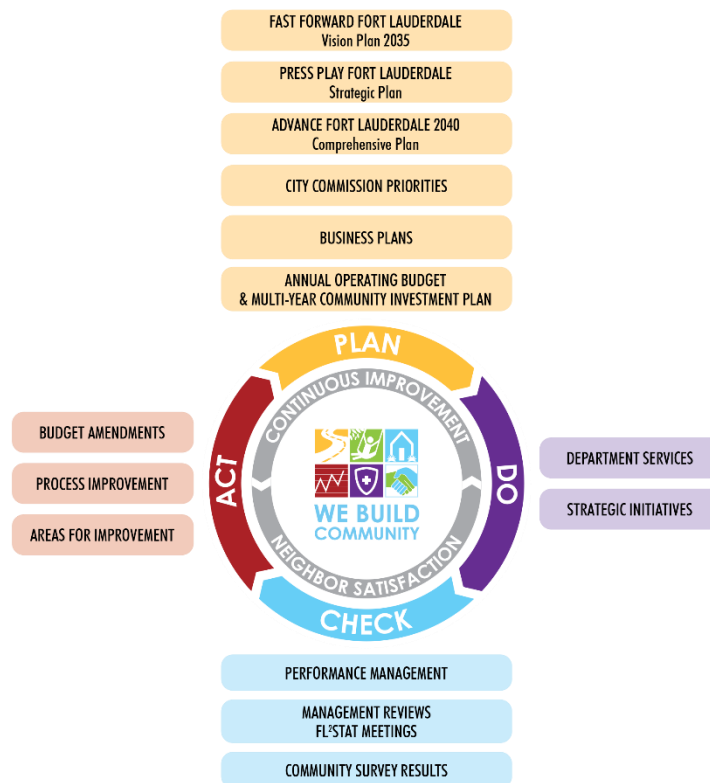 FAST FORWARD FORT LAUDERDALE
Vision Plan 2035
PRESS PLAY FORT LAUDERDALE
Strategic Plan
ADVANCE FORT LAUDERDALE 2040
Comprehensive Plan
CITY COMMISSION PRIORITIES
BUSINESS PLANS
ANNUAL OPERATING BUDGET
& MULTI-YEAR COMMUNITY INVESTMENT PLAN
PLAN
CONTINUOUS IMPROVEMENT
ACT
BUDGET AMENDMENTS
PROCESS IMPROVEMENT
AREAS FOR IMPROVEMENT
WE BUILD
COMMUNITY
DO
DEPARTMENT SERVICES
STRATEGIC INITIATIVES
NEIGHBOR SATISFACTION
CHECK
PERFORMANCE MANAGEMENT
MANAGEMENT REVIEWS
FL²STAT MEETINGS
COMMUNITY SURVEY RESULTS